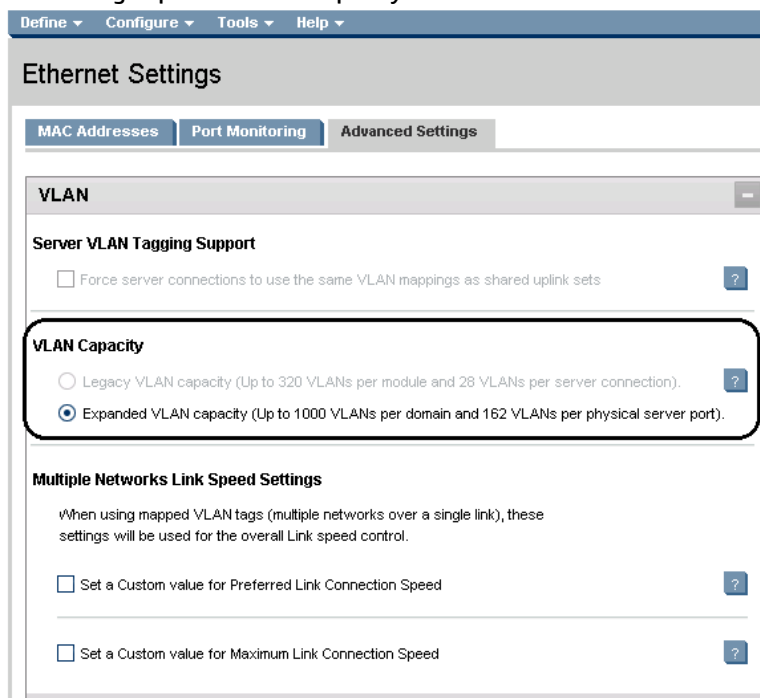 Define Configure Tools Help
Ethernet Settings
MAC Addresses Port Monitoring Advanced Settings
VLAN
Server VLAN Tagging Support
Force server connections to use the same VLAN mappings as shared uplink sets ?
VLAN Capacity
Legacy VLAN capacity (Up to 320 VLANs per module and 28 VLANs per server connection). ?
Expanded VLAN capacity (Up to 1000 VLANs per domain and 162 VLANs per physical server port).
Multiple Networks Link Speed Settings
When using mapped VLAN tags (multiple networks over a single link), these
settings will be used for the overall Link speed control.
Set a Custom value for Preferred Link Connection Speed ?
Set a Custom value for Maximum Link Connection Speed ?